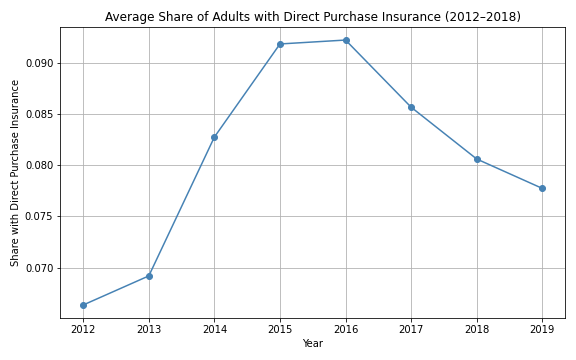 Average Share of Adults with Direct Purchase Insurance (2012–2018)
Share with Direct Purchase Insurance
0.090
0.085
0.080
0.075
0.070
2012 2013 2014 2015 2016 2017 2018 2019
Year